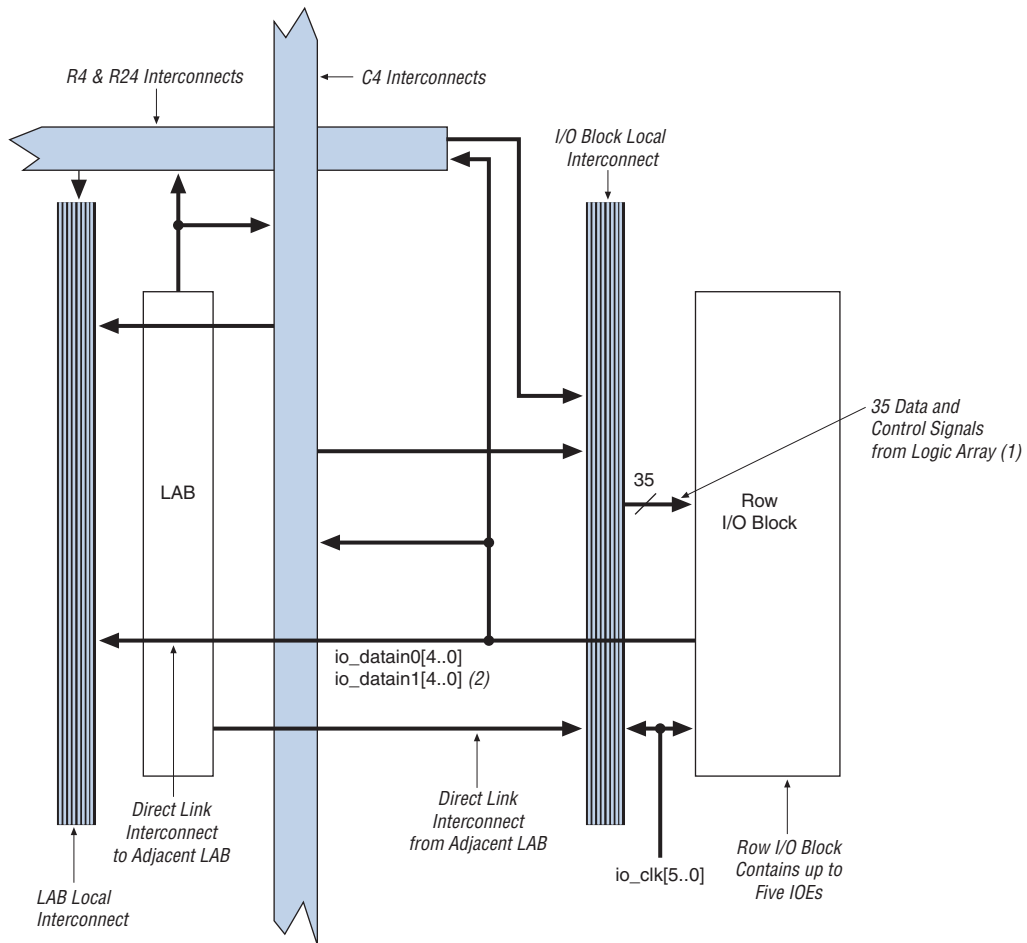 R4 & R24 Interconnects
C4 Interconnects
I/O Block Local
Interconnect
35 Data and
Control Signals
from Logic Array (1)
35
LAB
Row
I/O Block
io_datain0[4..0]
io_datain1[4..0] (2)
Direct Link
Interconnect
to Adjacent LAB
Direct Link
Interconnect
from Adjacent LAB
Row I/O Block
Contains up to
Five IOEs
io_clk[5..0]
LAB Local
Interconnect